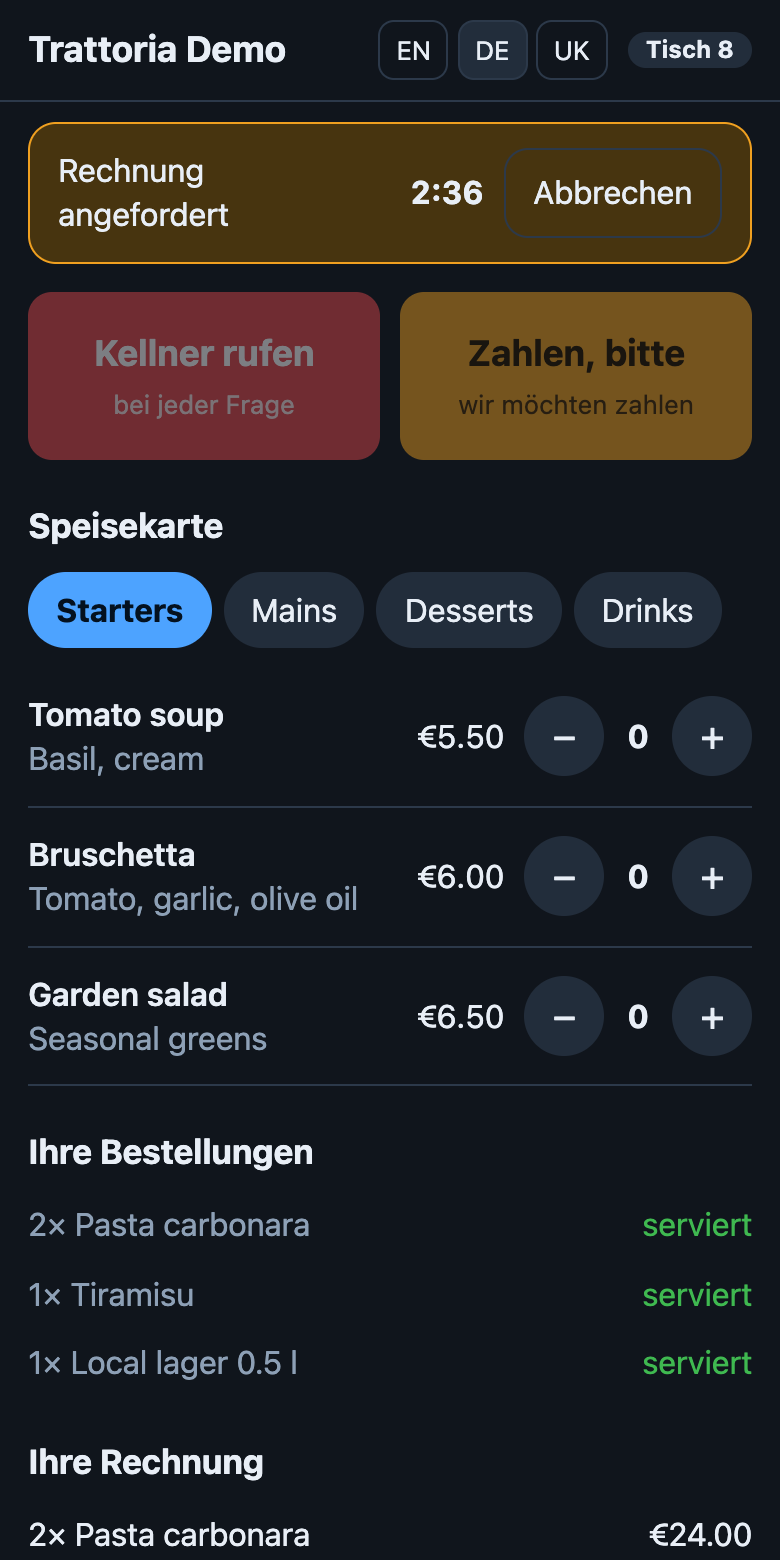 Trattoria Demo EN DE UK Tisch 8
Rechnung
angefordert
2:36 Abbrechen
Kellner rufen
bei jeder Frage
Zahlen, bitte
wir möchten zahlen
Speisekarte
Starters Mains Desserts Drinks
Tomato soup
Basil, cream
€5.50 − 0 +
Bruschetta
Tomato, garlic, olive oil
€6.00 − 0 +
Garden salad
Seasonal greens
€6.50 − 0 +
Ihre Bestellungen
2× Pasta carbonara serviert
1× Tiramisu serviert
1× Local lager 0.5 l serviert
Ihre Rechnung
2× Pasta carbonara €24.00